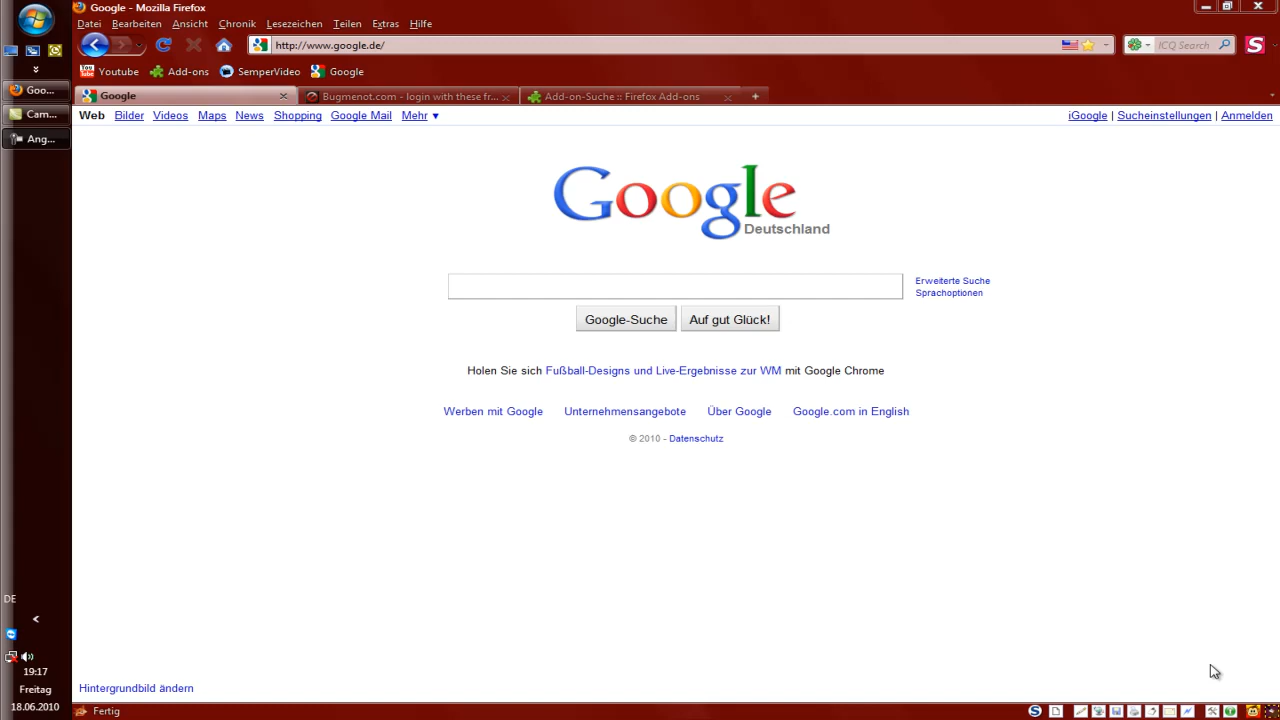 Google - Mozilla Firefox
Datei Bearbeiten Ansicht Chronik Lesezeichen Teilen Extras Hilfe
http://www.google.de/
ICQ Search
Youtube Add-ons SemperVideo Google
Google
Bugmenot.com - login with these fr...
Add-on-Suche :: Firefox Add-ons
Web Bilder Videos Maps News Shopping Google Mail Mehr ▼
iGoogle | Sucheinstellungen | Anmelden
Goo...
Cam...
Ang...
Google
Deutschland
Erweiterte Suche
Sprachoptionen
Google-Suche Auf gut Glück!
Holen Sie sich Fußball-Designs und Live-Ergebnisse zur WM mit Google Chrome
Werben mit Google Unternehmensangebote Über Google Google.com in English
© 2010 - Datenschutz
DE
19:17
Freitag
18.06.2010
Hintergrundbild ändern
Fertig